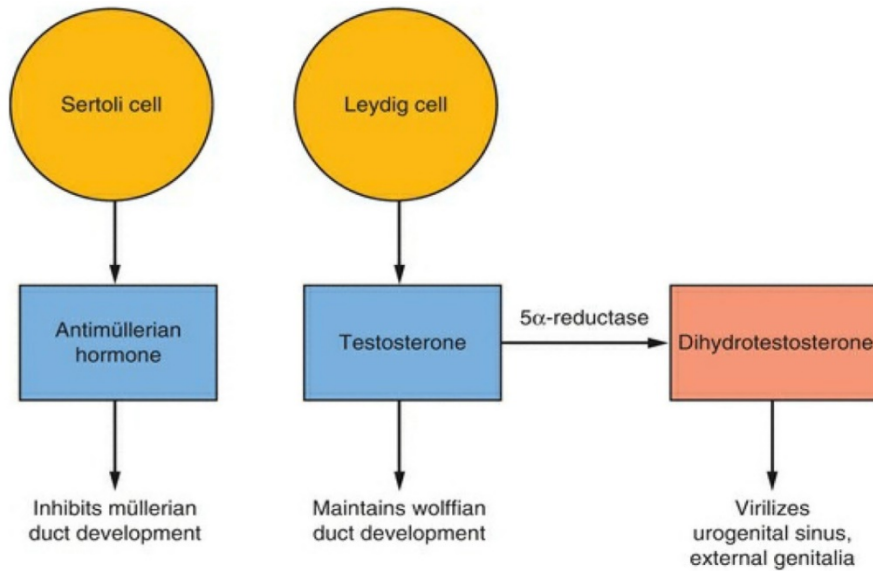 Sertoli cell
Leydig cell
Antimüllerian
hormone
Testosterone
5α-reductase
Dihydrotestosterone
Inhibits müllerian
duct development
Maintains wolffian
duct development
Virilizes
urogenital sinus,
external genitalia